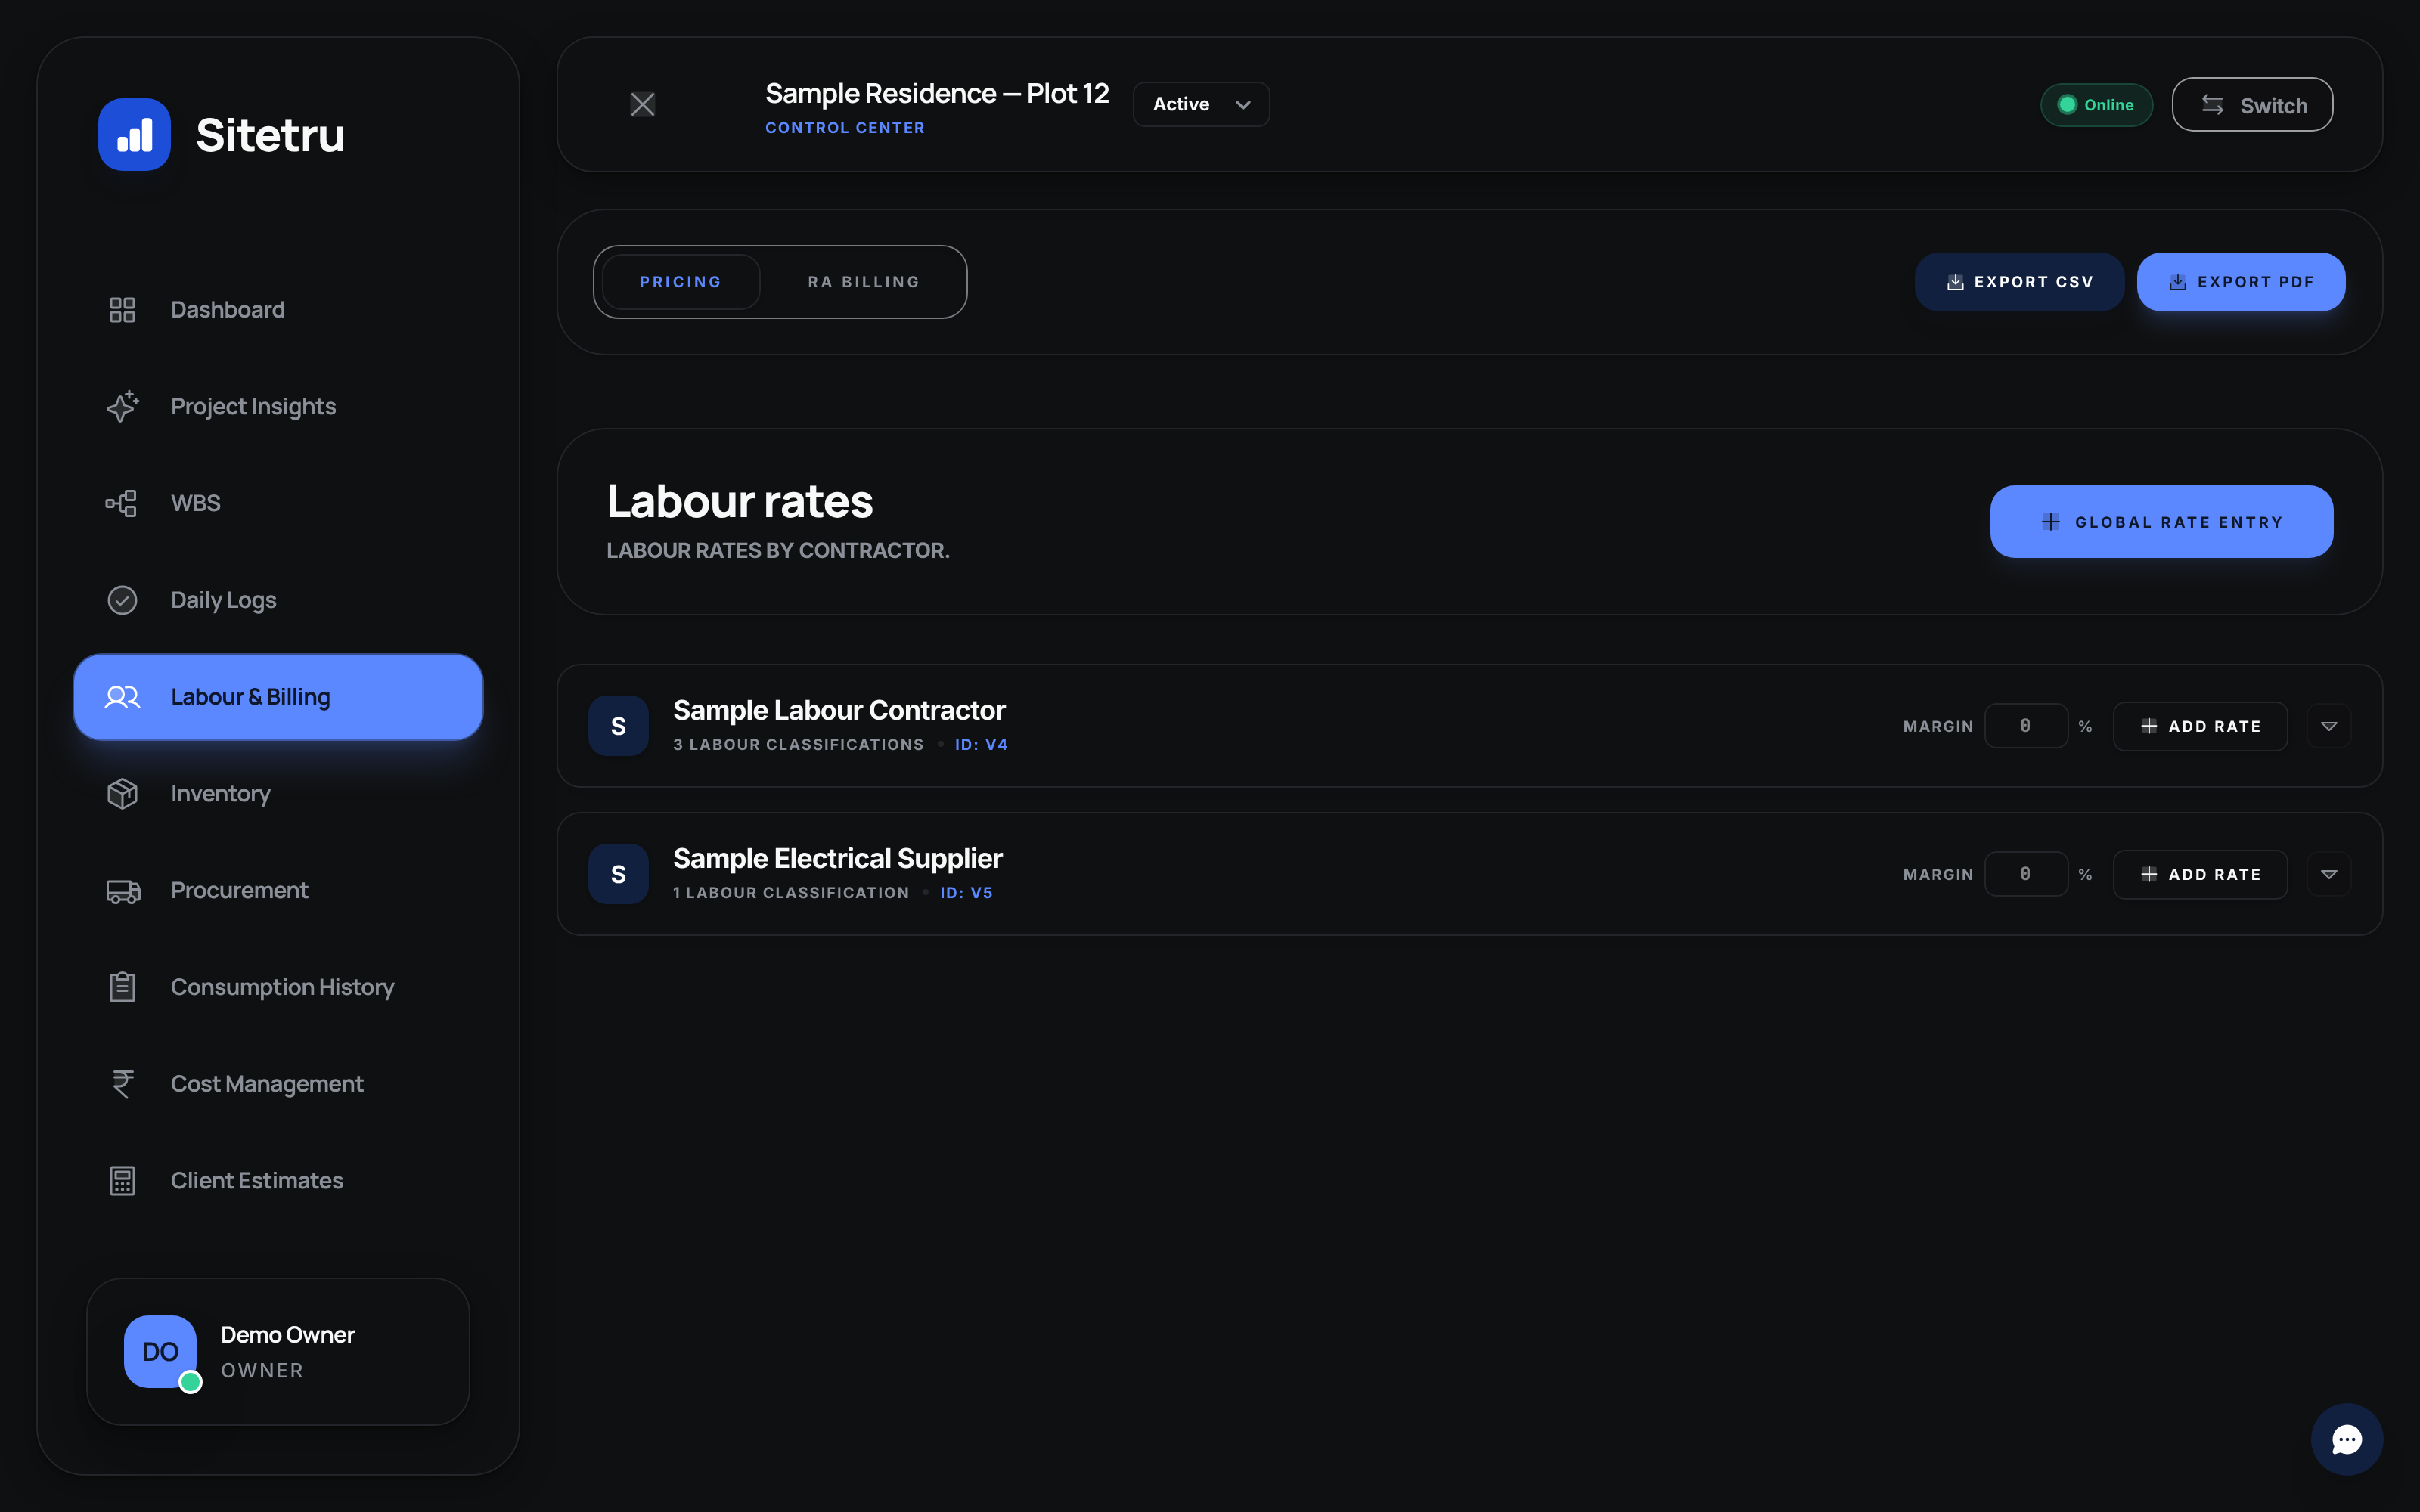 Sitetru
Dashboard
Project Insights
WBS
Daily Logs
Labour & Billing
Inventory
Procurement
Consumption History
Cost Management
Client Estimates
DO
Demo Owner
OWNER
Sample Residence — Plot 12
CONTROL CENTER
Active
Online
Switch
PRICING
RA BILLING
EXPORT CSV
EXPORT PDF
Labour rates
LABOUR RATES BY CONTRACTOR.
GLOBAL RATE ENTRY
S
Sample Labour Contractor
3 LABOUR CLASSIFICATIONS • ID: V4
MARGIN 0 %
ADD RATE
S
Sample Electrical Supplier
1 LABOUR CLASSIFICATION • ID: V5
MARGIN 0 %
ADD RATE